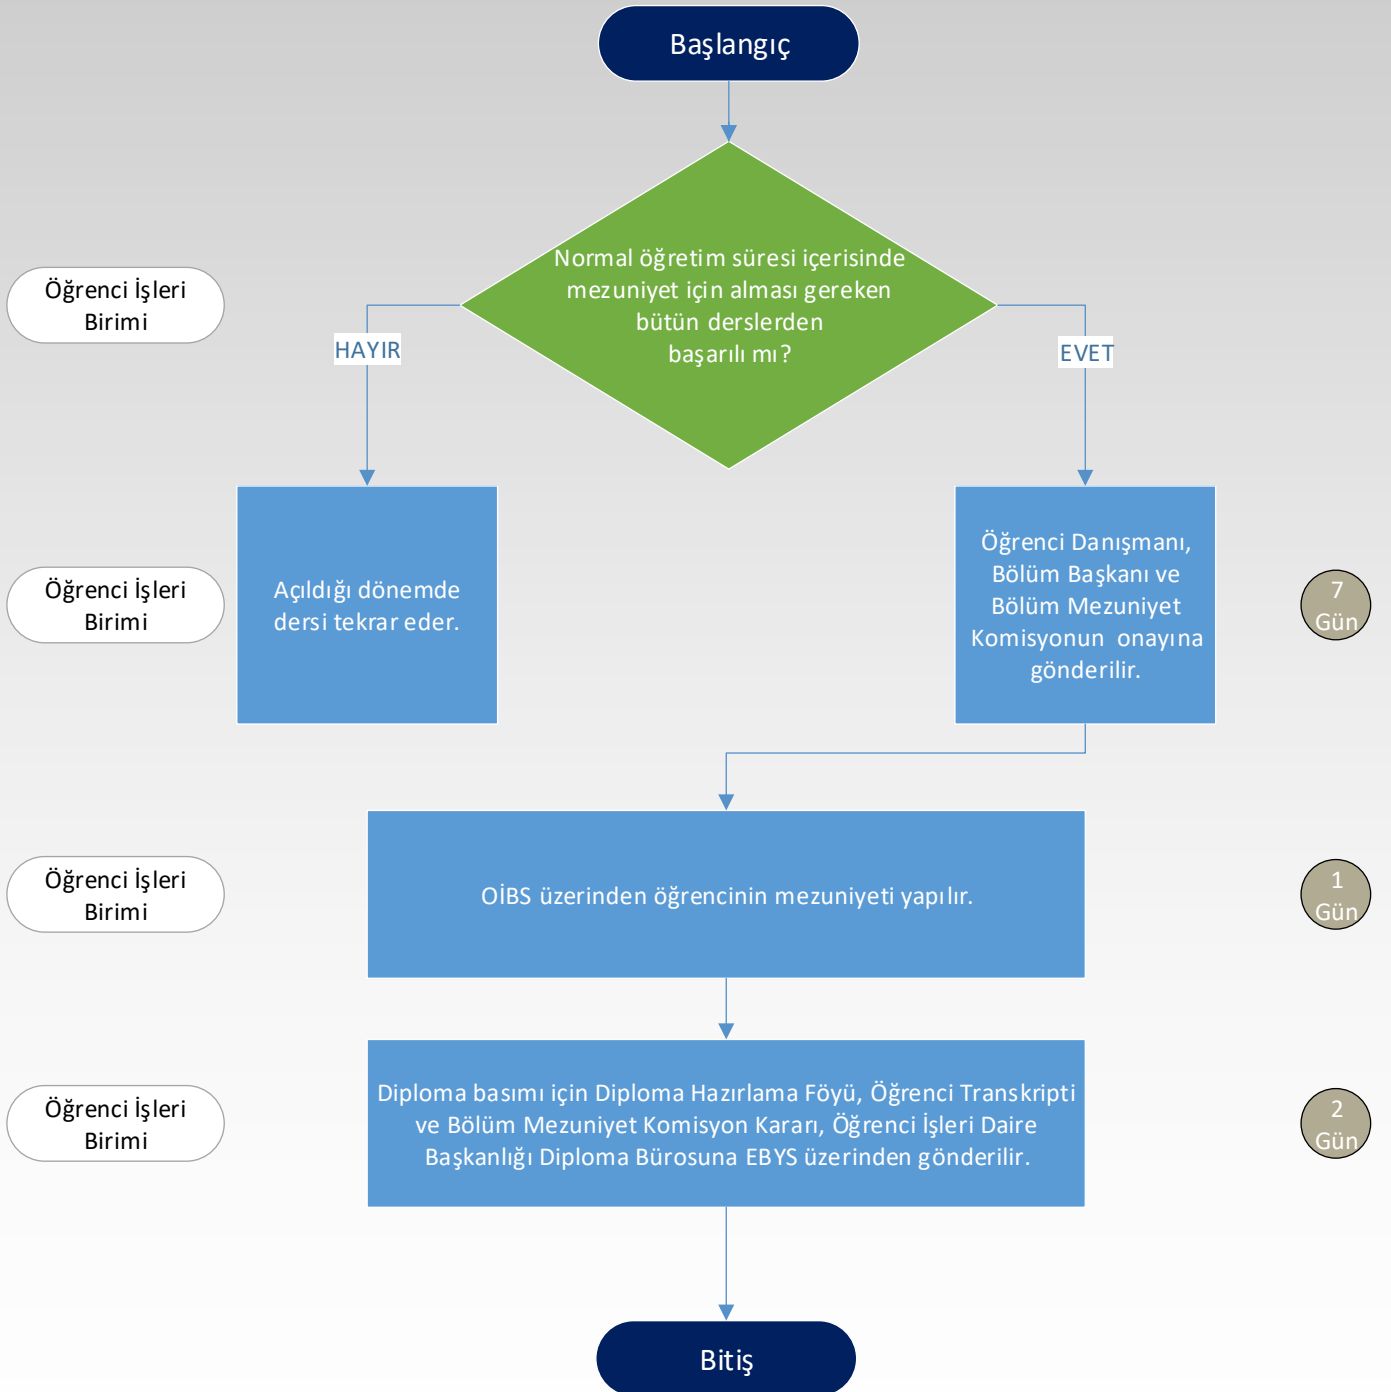 Başlangıç
Normal öğretim süresi içerisinde
mezuniyet için alması gereken
bütün derslerden
başarılı mı?
Öğrenci İşleri
Birimi
HAYIR
EVET
Öğrenci İşleri
Birimi
Açıldığı dönemde
dersi tekrar eder.
Öğrenci Danışmanı,
Bölüm Başkanı ve
Bölüm Mezuniyet
Komisyonun onayına
gönderilir.
7
Gün
Öğrenci İşleri
Birimi
OİBS üzerinden öğrencinin mezuniyeti yapılır.
1
Gün
Öğrenci İşleri
Birimi
Diploma basımı için Diploma Hazırlama Föyü, Öğrenci Transkripti
ve Bölüm Mezuniyet Komisyon Kararı, Öğrenci İşleri Daire
Başkanlığı Diploma Bürosuna EBYS üzerinden gönderilir.
2
Gün
Bitiş